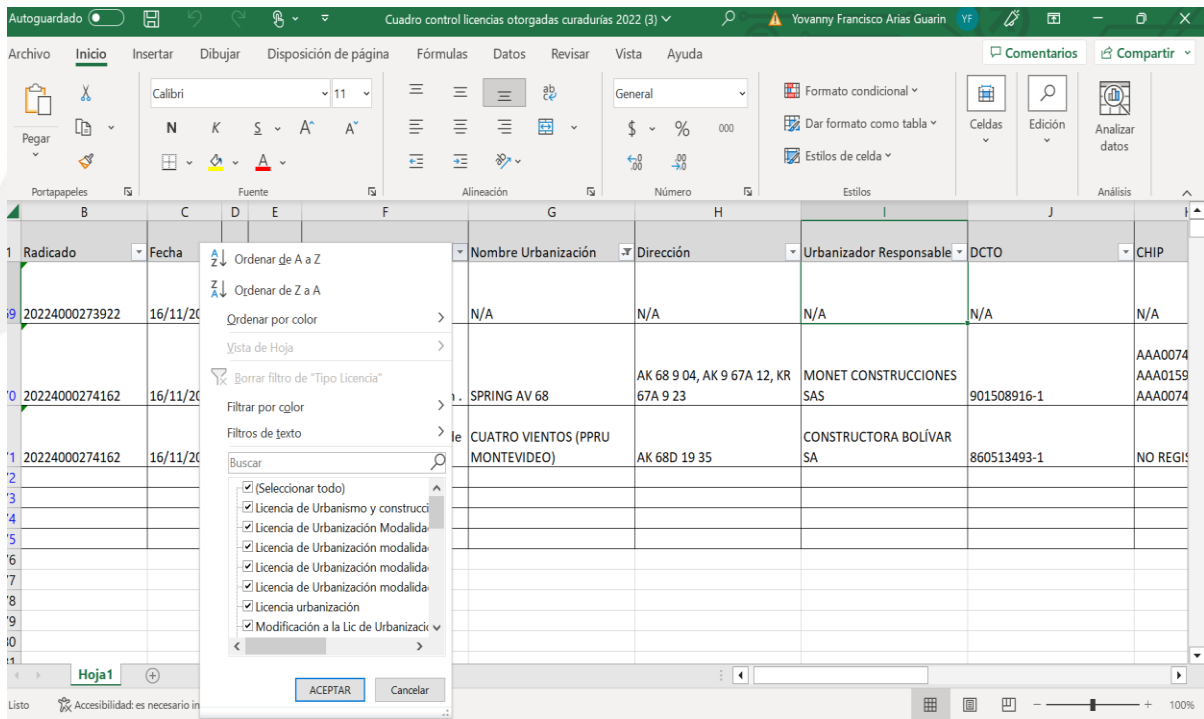 Autoguardado
Cuadro control licencias otorgadas curadurías 2022 (3)
Yovanny Francisco Arias Guarin YF
Archivo Inicio Insertar Dibujar Disposición de página Fórmulas Datos Revisar Vista Ayuda Comentarios Compartir
Pegar
Portapapeles
Calibri 11
N K S A A
A
Fuente
ab
Alineación
General
$ % 000
Número
Formato condicional
Dar formato como tabla
Estilos de celda
Estilos
Celdas
Edición
Analizar
datos
Análisis
B C D E F G H I J
1 Radicado Fecha Nombre Urbanización Dirección Urbanizador Responsable DCTO CHIP
69 20224000273922 16/11/20 N/A N/A N/A N/A N/A
AAA0074
AK 68 9 04, AK 9 67A 12, KR MONET CONSTRUCCIONES AAA0159
20224000274162 16/11/20 SPRING AV 68 67A 9 23 SAS 901508916-1 AAA0074
le CUATRO VIENTOS (PPRU CONSTRUCTORA BOLÍVAR
20224000274162 16/11/20 MONTEVIDEO) AK 68D 19 35 SA 860513493-1 NO REGIS
Ordenar de A a Z
Ordenar de Z a A
Ordenar por color
Vista de Hoja
Borrar filtro de "Tipo Licencia"
Filtrar por color
Filtros de texto
Buscar
(Seleccionar todo)
Licencia de Urbanismo y construcci
Licencia de Urbanización Modalida
Licencia de Urbanización modalida
Licencia de Urbanización modalida
Licencia de Urbanización modalida
Licencia urbanización
Modificación a la Lic de Urbanizació
ACEPTAR Cancelar
Hoja1
Listo Accesibilidad: es necesario in 100%